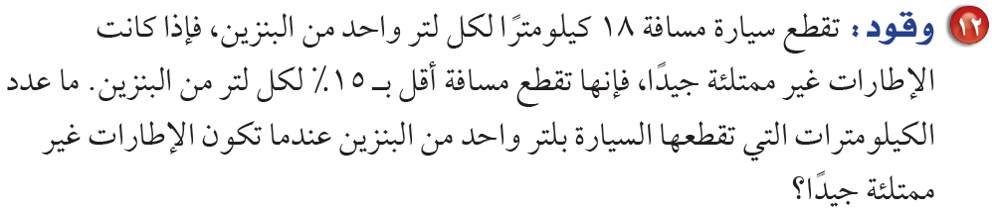 ١٢ وقود: تقطع سيارة مسافة ١٨ كيلومترًا لكل لتر واحد من البنزين، فإذا كانت
الإطارات غير ممتلئة جيدًا، فإنها تقطع مسافة أقل بـ ١٥٪ لكل لتر من البنزين. ما عدد
الكيلومترات التي تقطعها السيارة بلتر واحد من البنزين عندما تكون الإطارات غير
ممتلئة جيدًا؟